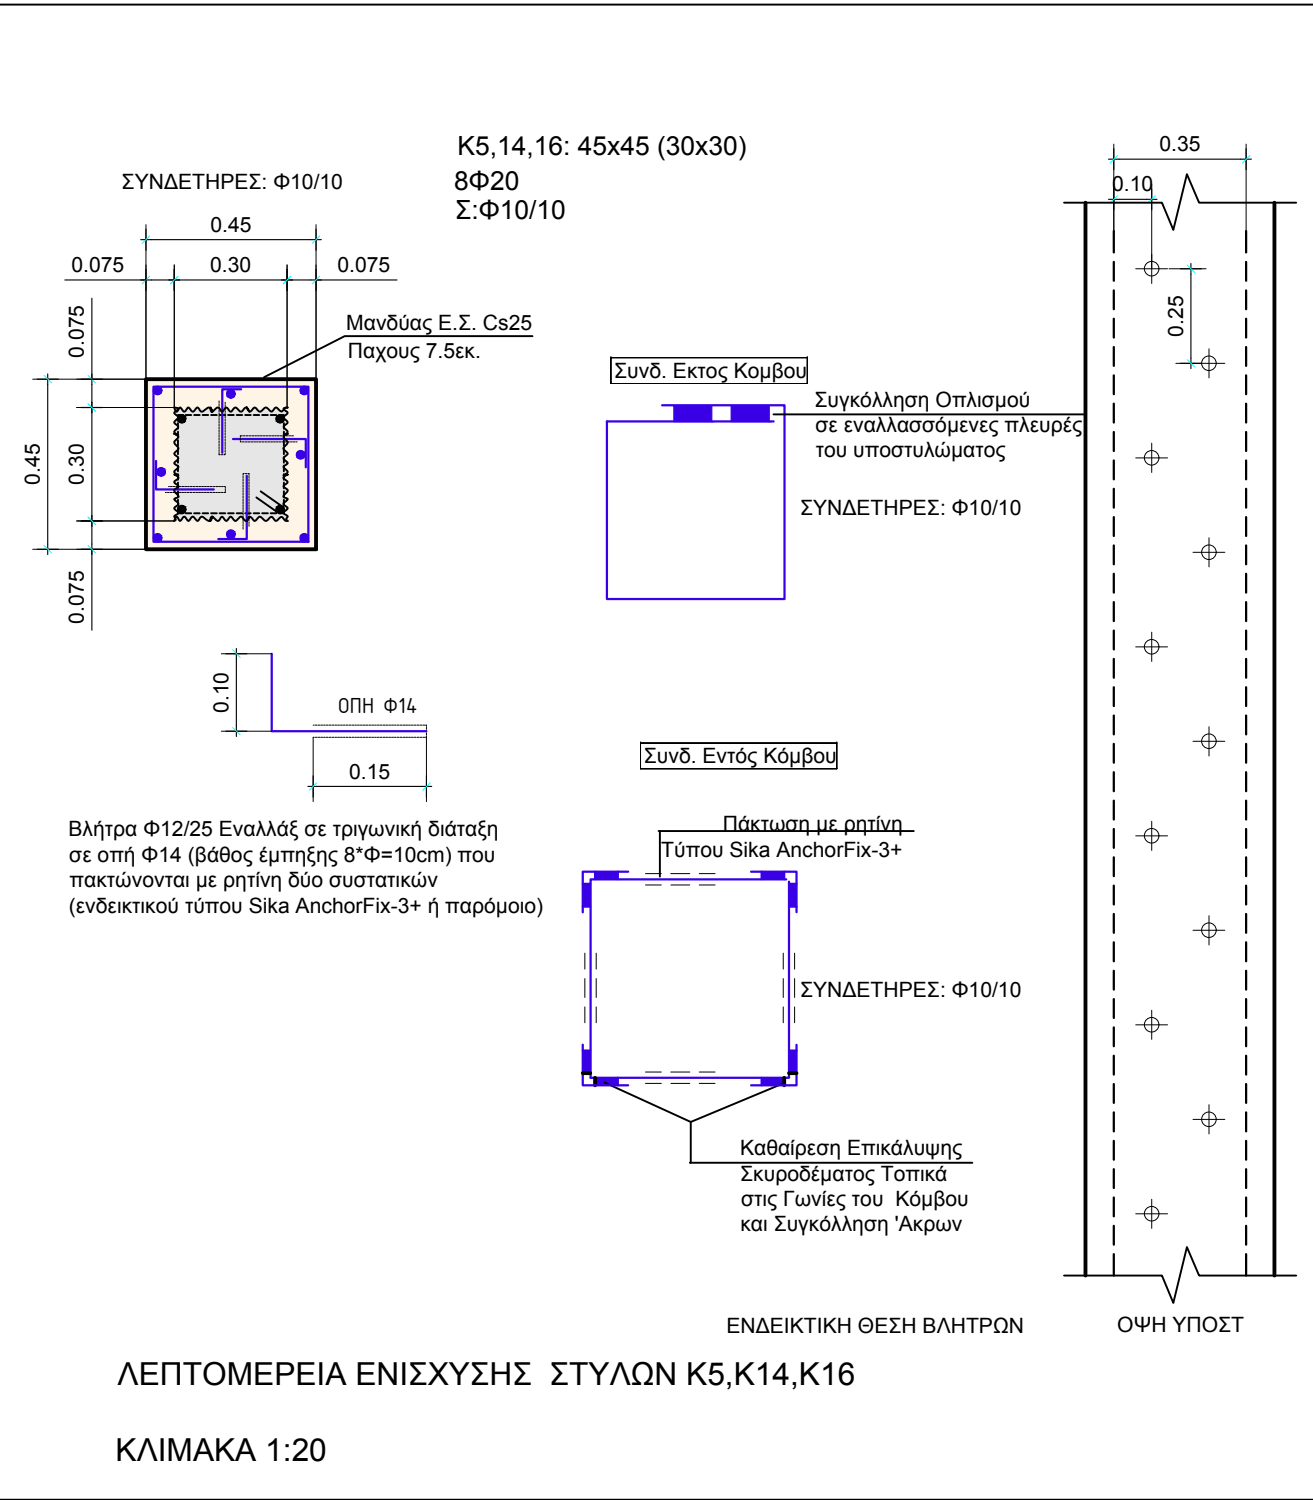 Κ5,14,16: 45x45 (30x30)
8Φ20
Σ:Φ10/10
ΣΥΝΔΕΤΗΡΕΣ: Φ10/10
0.45
0.075
0.30
0.075
0.075
0.45
0.30
0.075
Μανδύας Ε.Σ. Cs25
Παχους 7.5εκ.
Συνδ. Εκτος Κομβου
Συγκόλληση Οπλισμού
σε εναλλασσόμενες πλευρές
του υποστυλώματος
ΣΥΝΔΕΤΗΡΕΣ: Φ10/10
0.35
0.10
0.25
0.10
ΟΠΗ Φ14
0.15
Βλήτρα Φ12/25 Εναλλάξ σε τριγωνική διάταξη
σε οπή Φ14 (βάθος έμπηξης 8*Φ=10cm) που
πακτώνονται με ρητίνη δύο συστατικών
(ενδεικτικού τύπου Sika AnchorFix-3+ ή παρόμοιο)
Συνδ. Εντός Κόμβου
Πάκτωση με ρητίνη
Τύπου Sika AnchorFix-3+
ΣΥΝΔΕΤΗΡΕΣ: Φ10/10
Καθαίρεση Επικάλυψης
Σκυροδέματος Τοπικά
στις Γωνίες του Κόμβου
και Συγκόλληση 'Ακρων
ΕΝΔΕΙΚΤΙΚΗ ΘΕΣΗ ΒΛΗΤΡΩΝ
ΟΨΗ ΥΠΟΣΤ
ΛΕΠΤΟΜΕΡΕΙΑ ΕΝΙΣΧΥΣΗΣ ΣΤΥΛΩΝ Κ5,Κ14,Κ16
ΚΛΙΜΑΚΑ 1:20